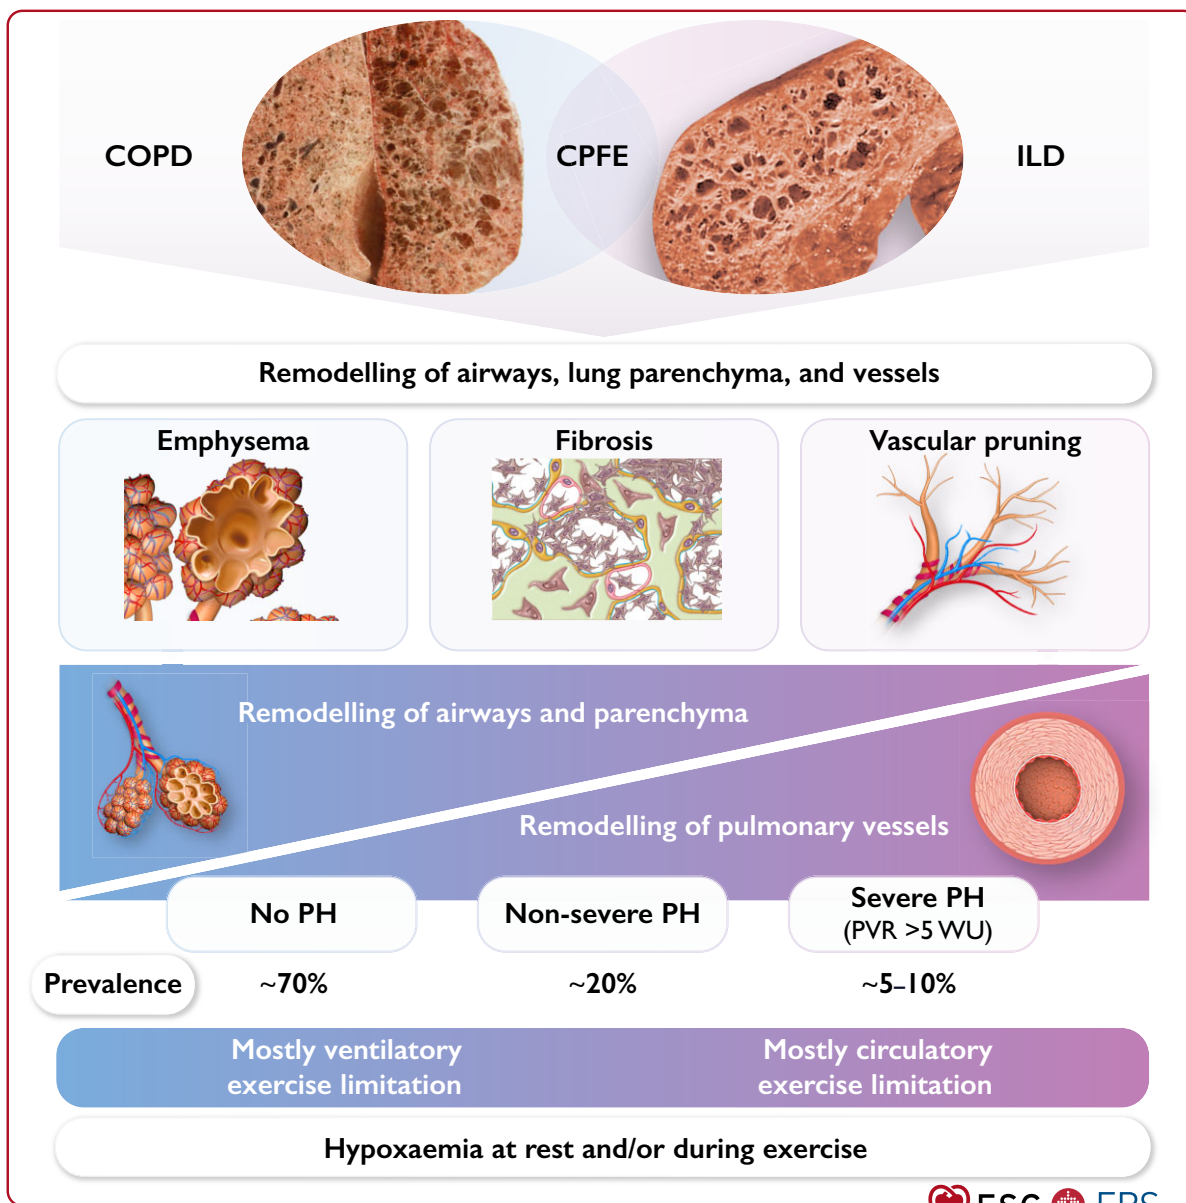 COPD
CPFE
ILD
Remodelling of airways, lung parenchyma, and vessels
Emphysema
Fibrosis
Vascular pruning
Remodelling of airways and parenchyma
Remodelling of pulmonary vessels
No PH
Non-severe PH
Severe PH
(PVR >5 WU)
Prevalence
~70%
~20%
~5–10%
Mostly ventilatory
exercise limitation
Mostly circulatory
exercise limitation
Hypoxaemia at rest and/or during exercise
ESC
ERS